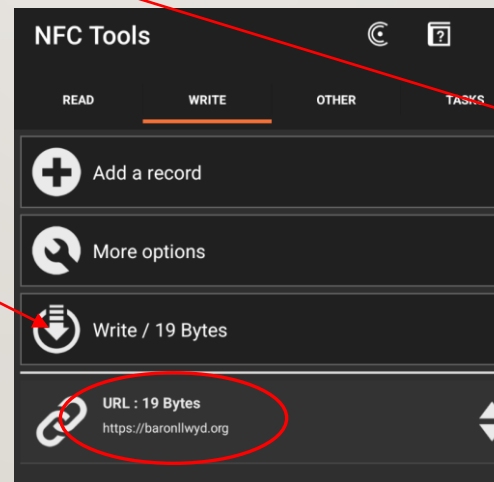 NFC Tools
READ WRITE OTHER TASKS
Add a record
More options
Write / 19 Bytes
URL : 19 Bytes
https://baronllwyd.org